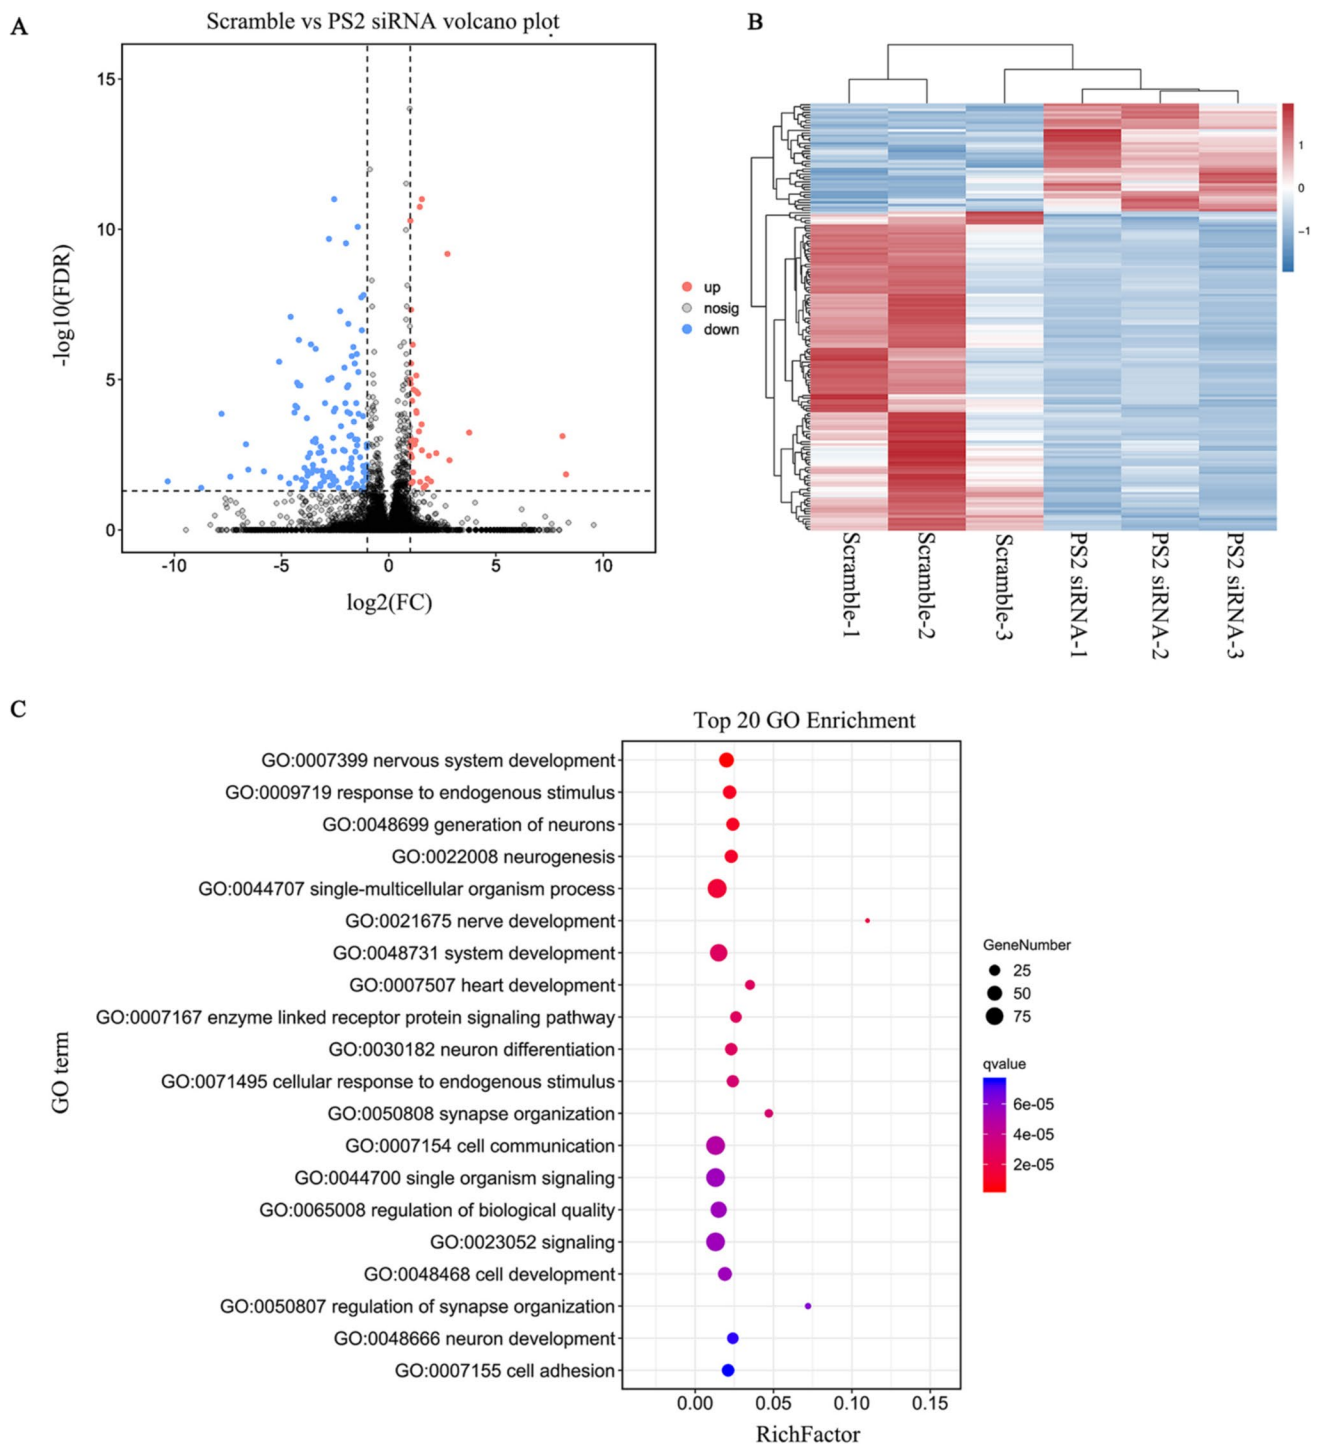 A
Scramble vs PS2 siRNA volcano plot
15
10
5
0
-10
-5
0
5
10
-log10(FDR)
log2(FC)
up
nosig
down
B
1
0
−1
Scramble-1
Scramble-2
Scramble-3
PS2 siRNA-1
PS2 siRNA-2
PS2 siRNA-3
C
Top 20 GO Enrichment
GO term
GO:0007399 nervous system development
GO:0009719 response to endogenous stimulus
GO:0048699 generation of neurons
GO:0022008 neurogenesis
GO:0044707 single-multicellular organism process
GO:0021675 nerve development
GO:0048731 system development
GO:0007507 heart development
GO:0007167 enzyme linked receptor protein signaling pathway
GO:0030182 neuron differentiation
GO:0071495 cellular response to endogenous stimulus
GO:0050808 synapse organization
GO:0007154 cell communication
GO:0044700 single organism signaling
GO:0065008 regulation of biological quality
GO:0023052 signaling
GO:0048468 cell development
GO:0050807 regulation of synapse organization
GO:0048666 neuron development
GO:0007155 cell adhesion
0.00
0.05
0.10
0.15
RichFactor
GeneNumber
25
50
75
qvalue
6e-05
4e-05
2e-05